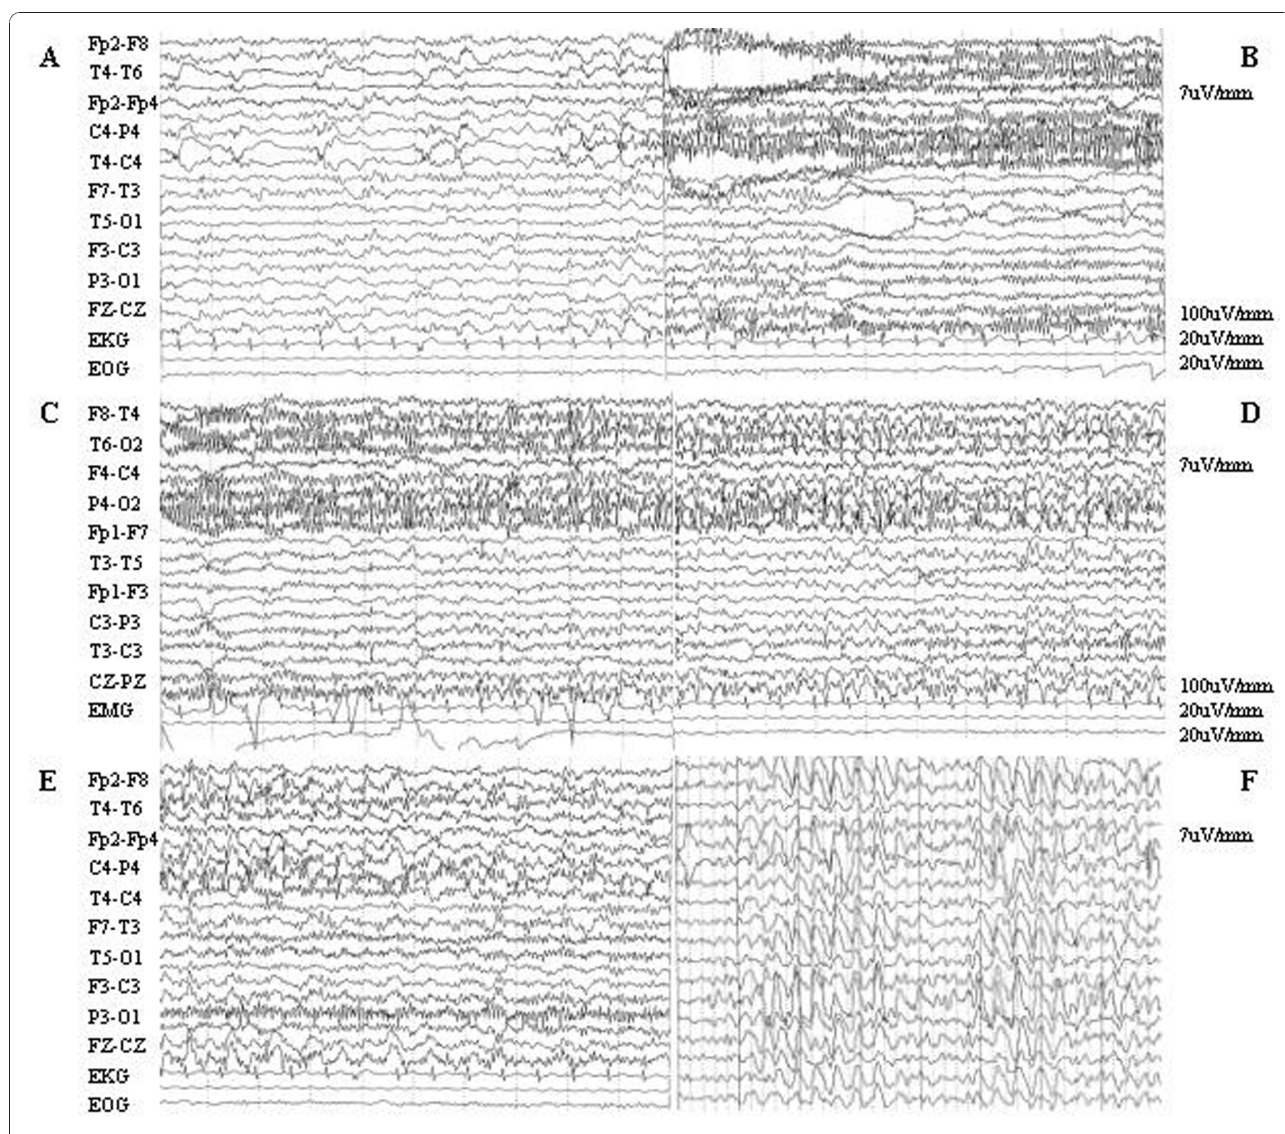 A
Fp2-F8
T4-T6
Fp2-Fp4
C4-P4
T4-C4
F7-T3
T5-O1
F3-C3
P3-O1
FZ-CZ
EKG
EOG
B
7uV/mm
100uV/mm
20uV/mm
20uV/mm
C
F8-T4
T6-O2
F4-C4
P4-O2
Fp1-F7
T3-T5
Fp1-F3
C3-P3
T3-C3
CZ-PZ
EMG
D
7uV/mm
100uV/mm
20uV/mm
20uV/mm
E
Fp2-F8
T4-T6
Fp2-Fp4
C4-P4
T4-C4
F7-T3
T5-O1
F3-C3
P3-O1
FZ-CZ
EKG
EOG
F
7uV/mm